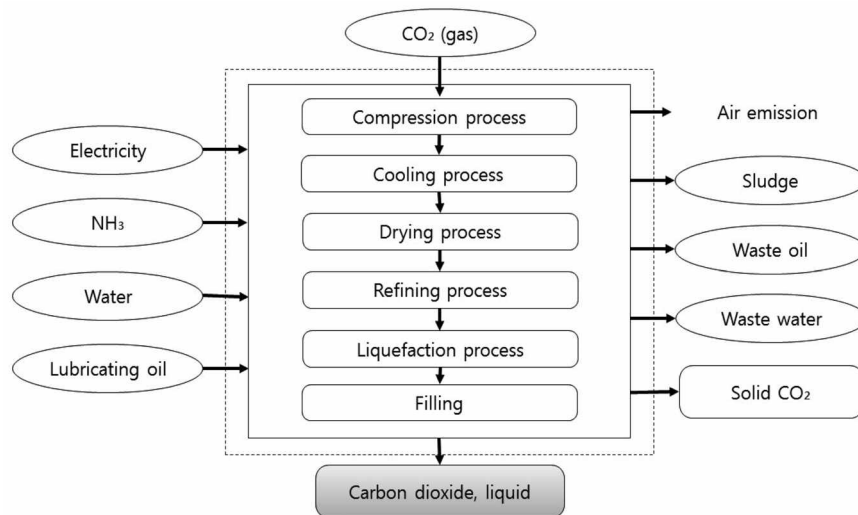 CO₂ (gas)
Compression process
Air emission
Electricity
Cooling process
Sludge
NH₃
Drying process
Waste oil
Water
Refining process
Waste water
Lubricating oil
Liquefaction process
Solid CO₂
Filling
Carbon dioxide, liquid